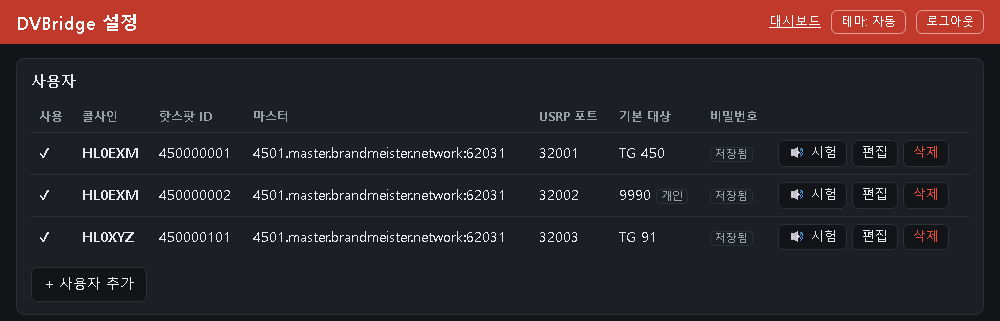 DVBridge 설정 대시보드 테마: 자동 로그아웃
사용자
사용 콜사인 핫스팟 ID 마스터 USRP 포트 기본 대상 비밀번호
✓ HL0EXM 450000001 4501.master.brandmeister.network:62031 32001 TG 450 저장됨 🔊 시험 편집 삭제
✓ HL0EXM 450000002 4501.master.brandmeister.network:62031 32002 9990 개인 저장됨 🔊 시험 편집 삭제
✓ HL0XYZ 450000101 4501.master.brandmeister.network:62031 32003 TG 91 저장됨 🔊 시험 편집 삭제
+ 사용자 추가